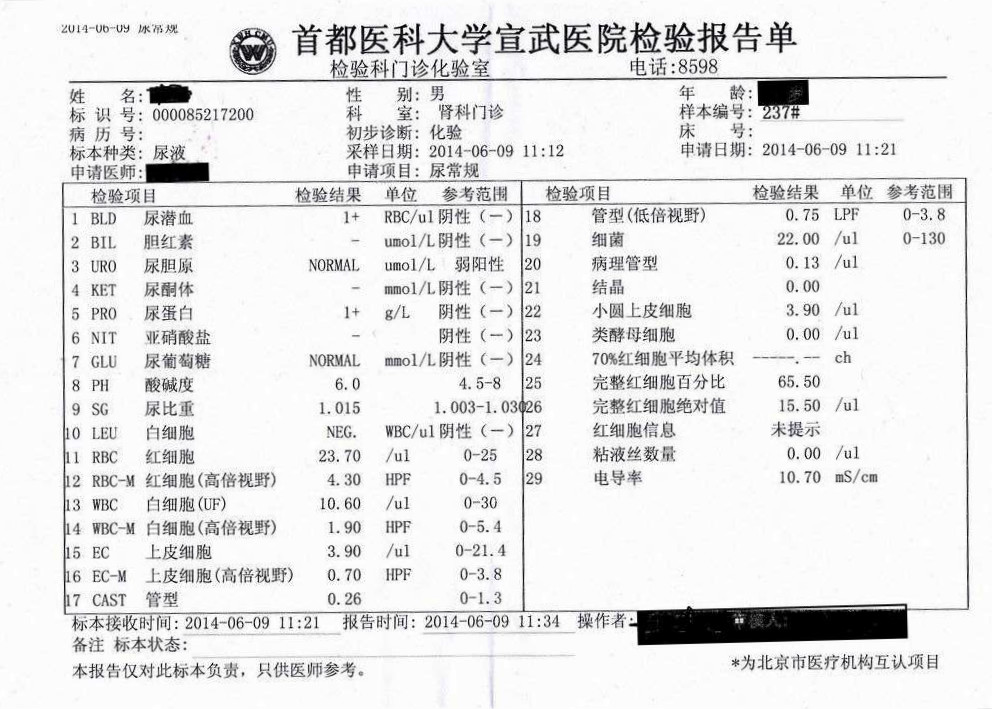 2014-06-09 尿常规
首都医科大学宣武医院检验报告单
检验科门诊化验室 电话:8598
姓 名: 性 别: 男 年 龄:
标 识 号: 000085217200 科 室: 肾科门诊 样本编号: 237#
病 历 号: 初步诊断: 化验 床 号:
标本种类: 尿液 采样日期: 2014-06-09 11:12 申请日期: 2014-06-09 11:21
申请医师: 申请项目: 尿常规
检验项目 检验结果 单位 参考范围 检验项目 检验结果 单位 参考范围
1 BLD 尿潜血 1+ RBC/ul 阴性（—） 18 管型(低倍视野) 0.75 LPF 0-3.8
2 BIL 胆红素 - umol/L 阴性（—） 19 细菌 22.00 /ul 0-130
3 URO 尿胆原 NORMAL umol/L 弱阳性 20 病理管型 0.13 /ul
4 KET 尿酮体 - mmol/L 阴性（—） 21 结晶 0.00
5 PRO 尿蛋白 1+ g/L 阴性（—） 22 小圆上皮细胞 3.90 /ul
6 NIT 亚硝酸盐 - 阴性（—） 23 类酵母细胞 0.00 /ul
7 GLU 尿葡萄糖 NORMAL mmol/L 阴性（—） 24 70%红细胞平均体积 -----.-- ch
8 PH 酸碱度 6.0 4.5-8 25 完整红细胞百分比 65.50
9 SG 尿比重 1.015 1.003-1.030 26 完整红细胞绝对值 15.50 /ul
10 LEU 白细胞 NEG. WBC/ul 阴性（—） 27 红细胞信息 未提示
11 RBC 红细胞 23.70 /ul 0-25 28 粘液丝数量 0.00 /ul
12 RBC-M 红细胞(高倍视野) 4.30 HPF 0-4.5 29 电导率 10.70 mS/cm
13 WBC 白细胞(UF) 10.60 /ul 0-30
14 WBC-M 白细胞(高倍视野) 1.90 HPF 0-5.4
15 EC 上皮细胞 3.90 /ul 0-21.4
16 EC-M 上皮细胞(高倍视野) 0.70 HPF 0-3.8
17 CAST 管型 0.26 0-1.3
标本接收时间: 2014-06-09 11:21 报告时间: 2014-06-09 11:34 操作者:
备注 标本状态:
本报告仅对此标本负责，只供医师参考。 *为北京市医疗机构互认项目